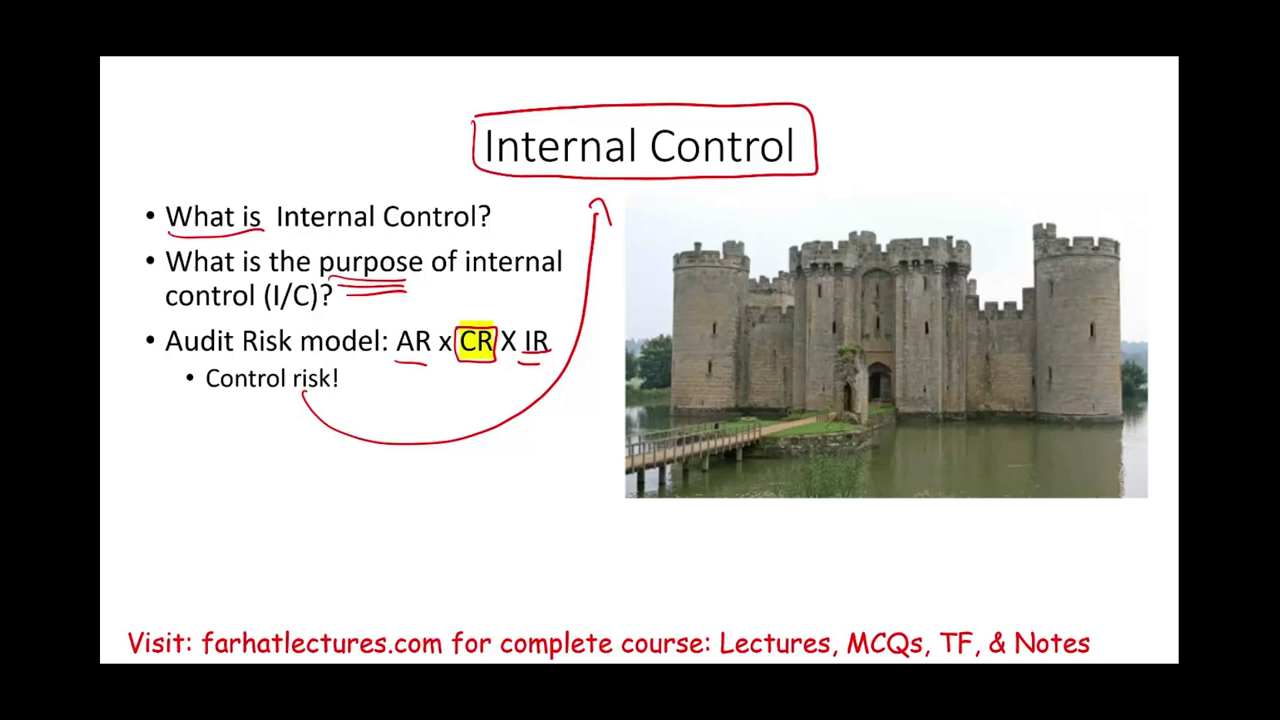 Internal Control
• What is Internal Control?
• What is the purpose of internal
control (I/C)?
• Audit Risk model: AR x CR X IR
• Control risk!
Visit: farhatlectures.com for complete course: Lectures, MCQs, TF, & Notes